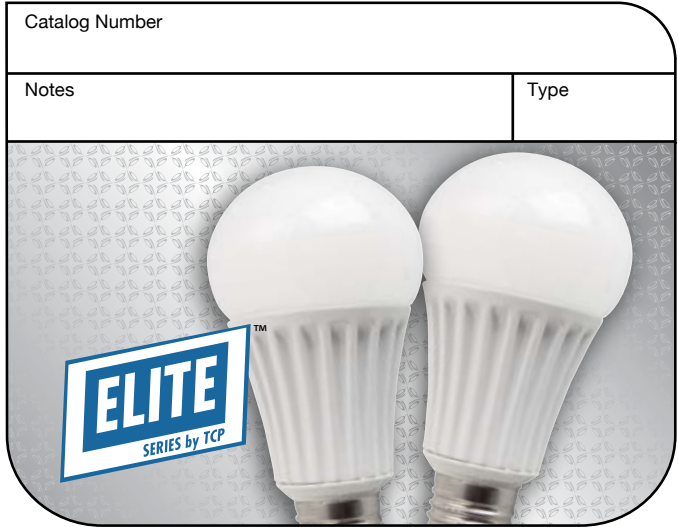 Catalog Number
Notes
Type
TM
ELITE
SERIES by TCP